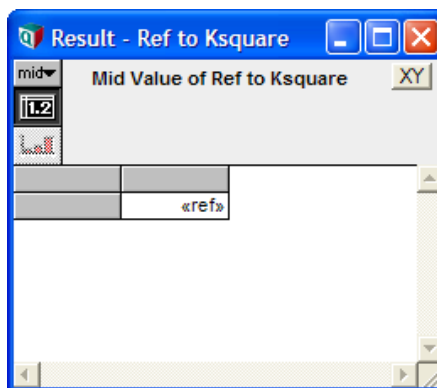 Result - Ref to Ksquare
mid
Mid Value of Ref to Ksquare
XY
1.2
«ref»